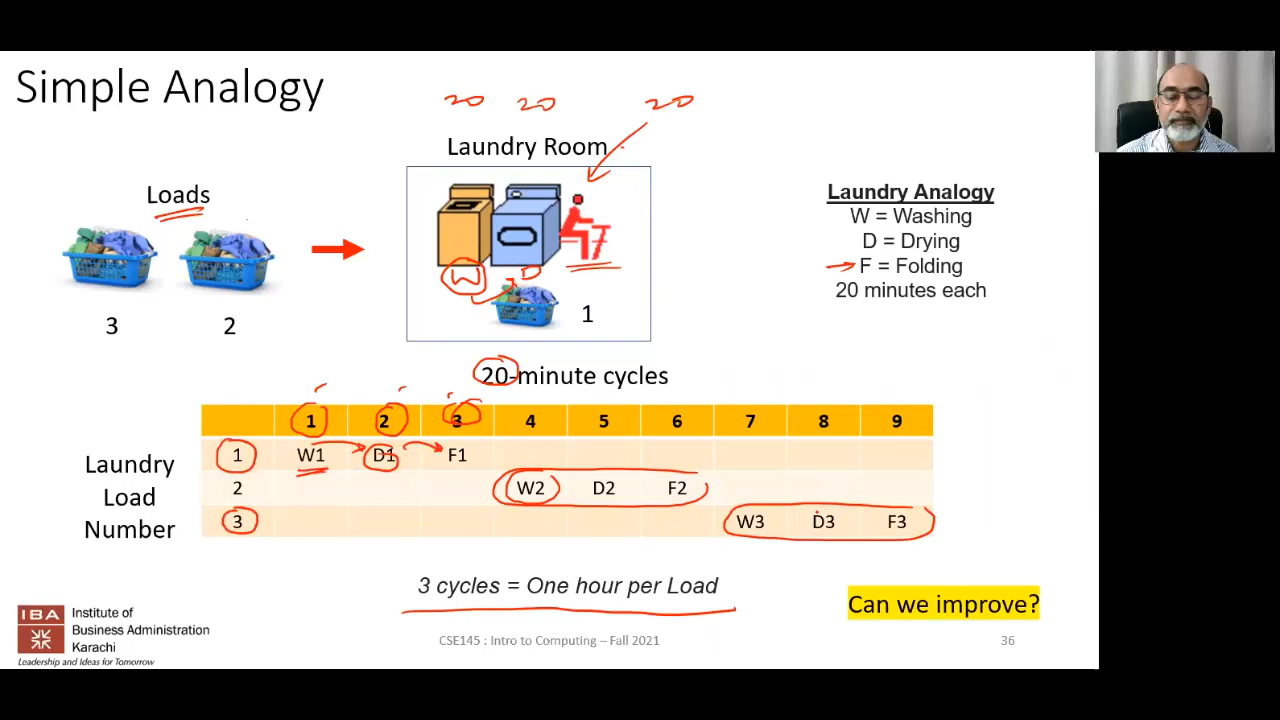 Simple Analogy
20 20 20
Laundry Room
Loads
3 2
W D
1
Laundry Analogy
W = Washing
D = Drying
F = Folding
20 minutes each
20-minute cycles
1 2 3 4 5 6 7 8 9
Laundry
Load
Number
1 W1 D1 F1
2 W2 D2 F2
3 W3 D3 F3
3 cycles = One hour per Load
Can we improve?
IBA
Institute of
Business Administration
Karachi
Leadership and Ideas for Tomorrow
CSE145 : Intro to Computing – Fall 2021
36